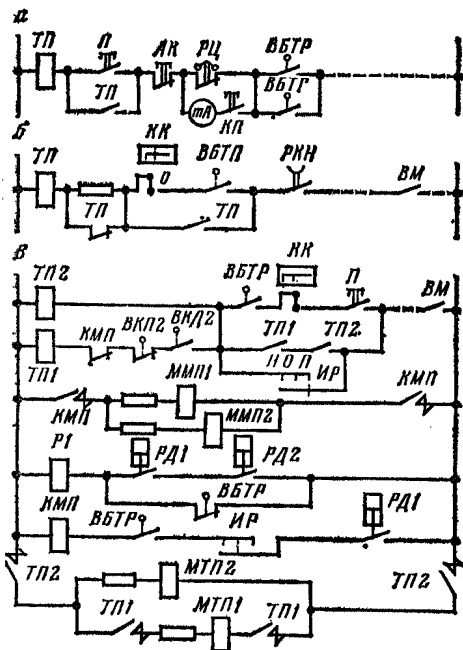 а
ТП П АК РЦ ВБТР
ТП mA КП ВБТГ
б
КК
ТП О ВБТП РКН ВМ
ТП ТП
в
КК
ТП2 ВБТР П ВМ
КМП ВКП2 ВКЛ2 ТП1 ТП2
ТП1 Н О П ИР КМП
ММП1
КМП ММП2
Р1 РД1 РД2
КМП ВБТР
ВБТР ИР РД1
ТП2 МТП2 ТП2
ТП1 МТП1 ТП1